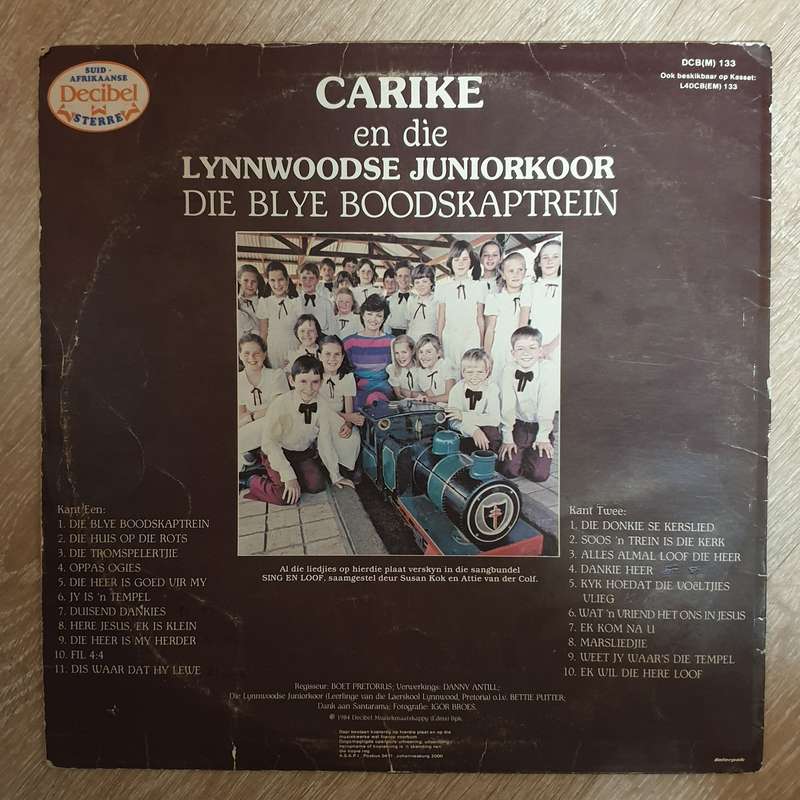 SUID-
AFRIKAANSE
Decibel
STERRE
DCB(M) 133
Ook beskikbaar op Kasset:
L4DCB(EM) 133
CARIKE
en die
LYNNWOODSE JUNIORKOOR
DIE BLYE BOODSKAPTREIN
Kant Een:
1. DIE BLYE BOODSKAPTREIN
2. DIE HUIS OP DIE ROTS
3. DIE TROMSPELERTJIE
4. OPPAS OGIES
5. DIE HEER IS GOED VIR MY
6. JY IS 'n TEMPEL
7. DUISEND DANKIES
8. HERE JESUS, EK IS KLEIN
9. DIE HEER IS MY HERDER
10. FIL 4:4
11. DIS WAAR DAT HY LEWE
Kant Twee:
1. DIE DONKIE SE KERSLIED
2. SOOS 'n TREIN IS DIE KERK
3. ALLES ALMAL LOOF DIE HEER
4. DANKIE HEER
5. KYK HOEDAT DIE VOëLTJIES
VLIEG
6. WAT 'n VRIEND HET ONS IN JESUS
7. EK KOM NA U
8. MARSLIEDJIE
9. WEET JY WAAR'S DIE TEMPEL
10. EK WIL DIE HERE LOOF
Al die liedjies op hierdie plaat verskyn in die sangbundel
SING EN LOOF, saamgestel deur Susan Kok en Attie van der Colf.
Regisseur: BOET PRETORIUS; Verwerkings: DANNY ANTILL;
Die Lynnwoodse Juniorkoor (Leerlinge van die Laerskool Lynnwood, Pretoria) o.l.v. BETTIE PUTTER;
Dank aan Santarama; Fotografie: IGOR BROES.
℗ 1984 Decibel Musiekmaatskappy (Edms) Bpk.
A.S.A.P.I., Posbus Johannesburg 2000